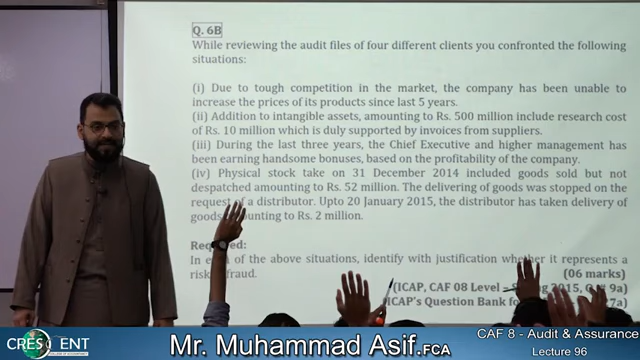 Q. 6B
While reviewing the audit files of four different clients you confronted the following
situations:
(i) Due to tough competition in the market, the company has been unable to
increase the prices of its products since last 5 years.
(ii) Addition to intangible assets, amounting to Rs. 500 million include research cost
of Rs. 10 million which is duly supported by invoices from suppliers.
(iii) During the last three years, the Chief Executive and higher management has
been earning handsome bonuses, based on the profitability of the company.
(iv) Physical stock take on 31 December 2014 included goods sold but not
despatched amounting to Rs. 52 million. The delivering of goods was stopped on the
request of a distributor. Upto 20 January 2015, the distributor has taken delivery of
goods amounting to Rs. 2 million.
Required:
In each of the above situations, identify with justification whether it represents a
risk fraud.
(06 marks)
(ICAP, CAF 08 Level – 2015, Q 9a)
ICAP's Question Bank for 7a)
CRESCENT
CAF 8 - Audit & Assurance
Mr. Muhammad Asif.FCA
Lecture 96